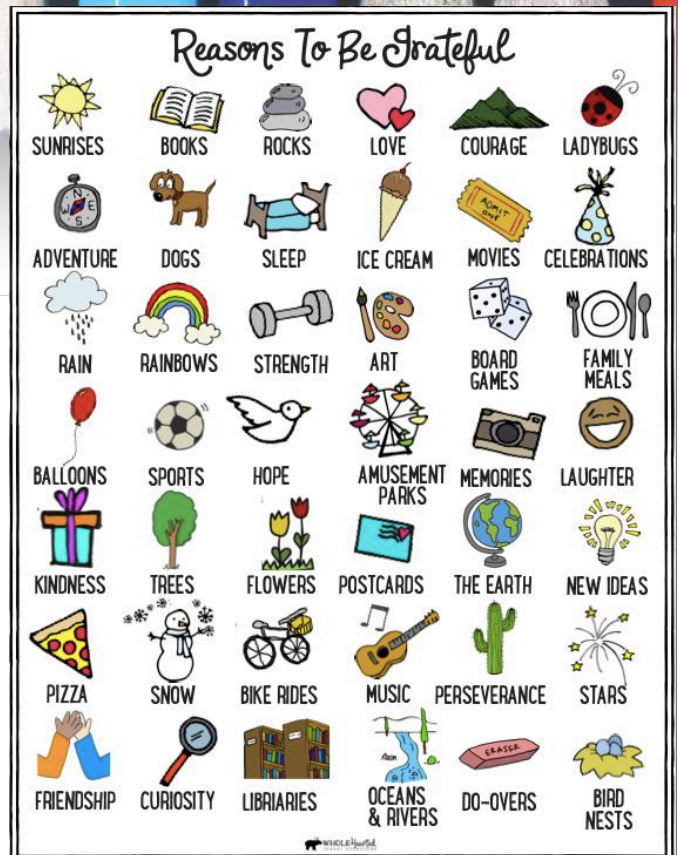 Reasons To Be Grateful
SUNRISES BOOKS ROCKS LOVE COURAGE LADYBUGS
N
W E
S
ADMIT
ONE
ADVENTURE DOGS SLEEP ICE CREAM MOVIES CELEBRATIONS
RAIN RAINBOWS STRENGTH ART BOARD GAMES FAMILY MEALS
BALLOONS SPORTS HOPE AMUSEMENT PARKS MEMORIES LAUGHTER
KINDNESS TREES FLOWERS POSTCARDS THE EARTH NEW IDEAS
PIZZA SNOW BIKE RIDES MUSIC PERSEVERANCE STARS
ERASER
FRIENDSHIP CURIOSITY LIBRIARIES OCEANS & RIVERS DO-OVERS BIRD NESTS
WHOLEHearted